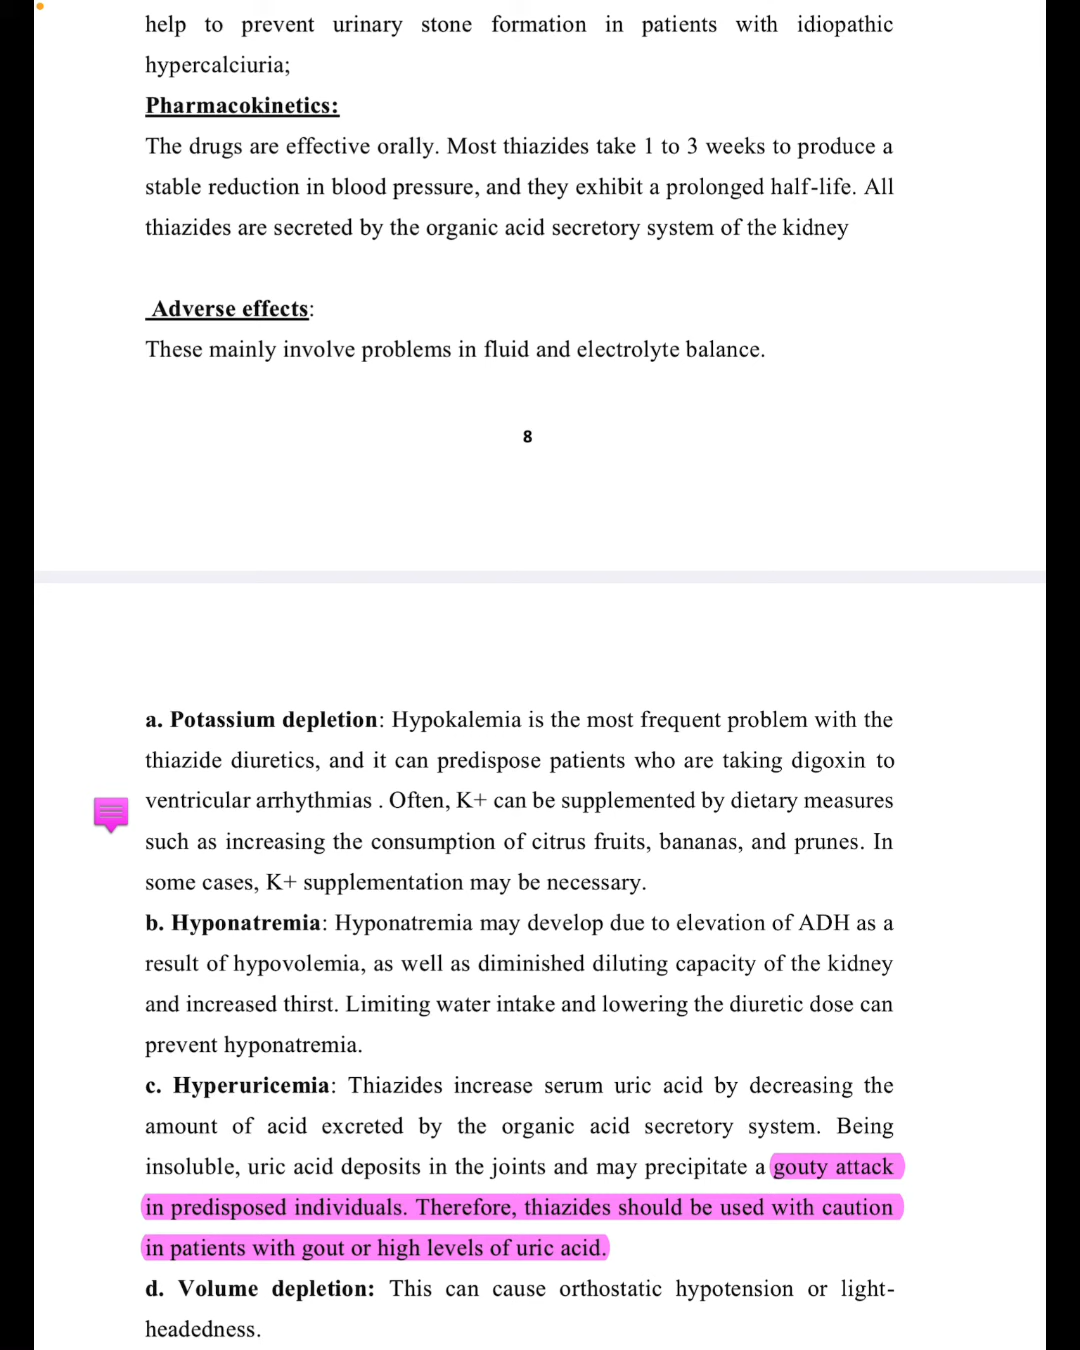 help to prevent urinary stone formation in patients with idiopathic
hypercalciuria;
Pharmacokinetics:
The drugs are effective orally. Most thiazides take 1 to 3 weeks to produce a
stable reduction in blood pressure, and they exhibit a prolonged half-life. All
thiazides are secreted by the organic acid secretory system of the kidney
Adverse effects:
These mainly involve problems in fluid and electrolyte balance.
8
a. Potassium depletion: Hypokalemia is the most frequent problem with the
thiazide diuretics, and it can predispose patients who are taking digoxin to
ventricular arrhythmias . Often, K+ can be supplemented by dietary measures
such as increasing the consumption of citrus fruits, bananas, and prunes. In
some cases, K+ supplementation may be necessary.
b. Hyponatremia: Hyponatremia may develop due to elevation of ADH as a
result of hypovolemia, as well as diminished diluting capacity of the kidney
and increased thirst. Limiting water intake and lowering the diuretic dose can
prevent hyponatremia.
c. Hyperuricemia: Thiazides increase serum uric acid by decreasing the
amount of acid excreted by the organic acid secretory system. Being
insoluble, uric acid deposits in the joints and may precipitate a gouty attack
in predisposed individuals. Therefore, thiazides should be used with caution
in patients with gout or high levels of uric acid.
d. Volume depletion: This can cause orthostatic hypotension or light-
headedness.